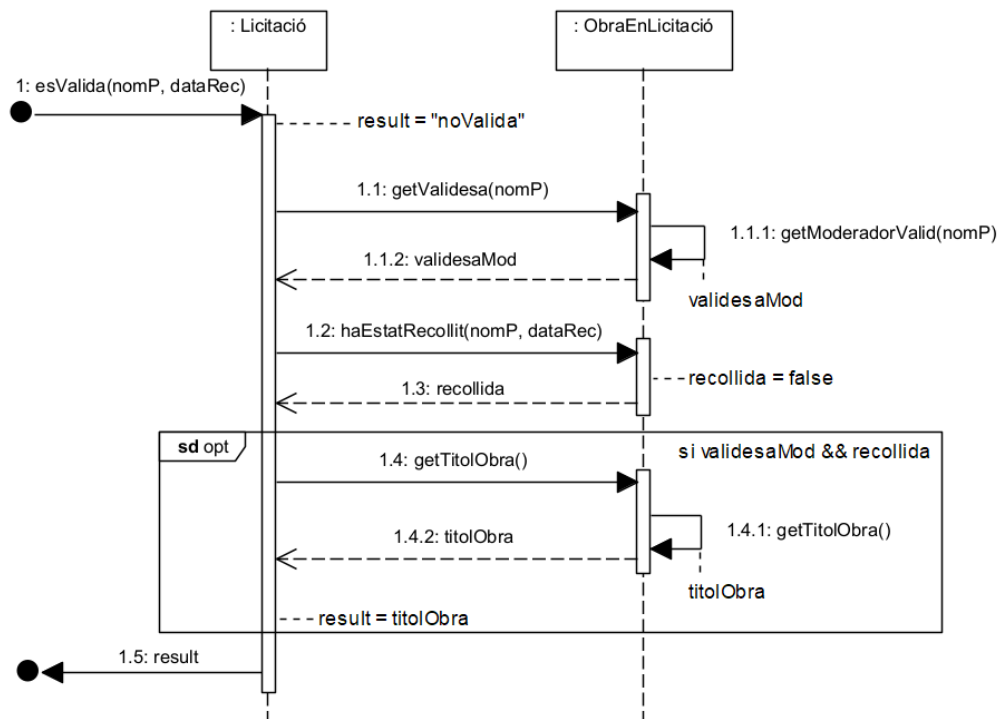 : Licitació
: ObraEnLicitació
1: esValida(nomP, dataRec)
result = "noValida"
1.1: getValidesa(nomP)
1.1.1: getModeradorValid(nomP)
1.1.2: validesaMod
validesaMod
1.2: haEstatRecollit(nomP, dataRec)
recollida = false
1.3: recollida
sd opt
si validesaMod && recollida
1.4: getTitolObra()
1.4.1: getTitolObra()
1.4.2: titolObra
titolObra
result = titolObra
1.5: result